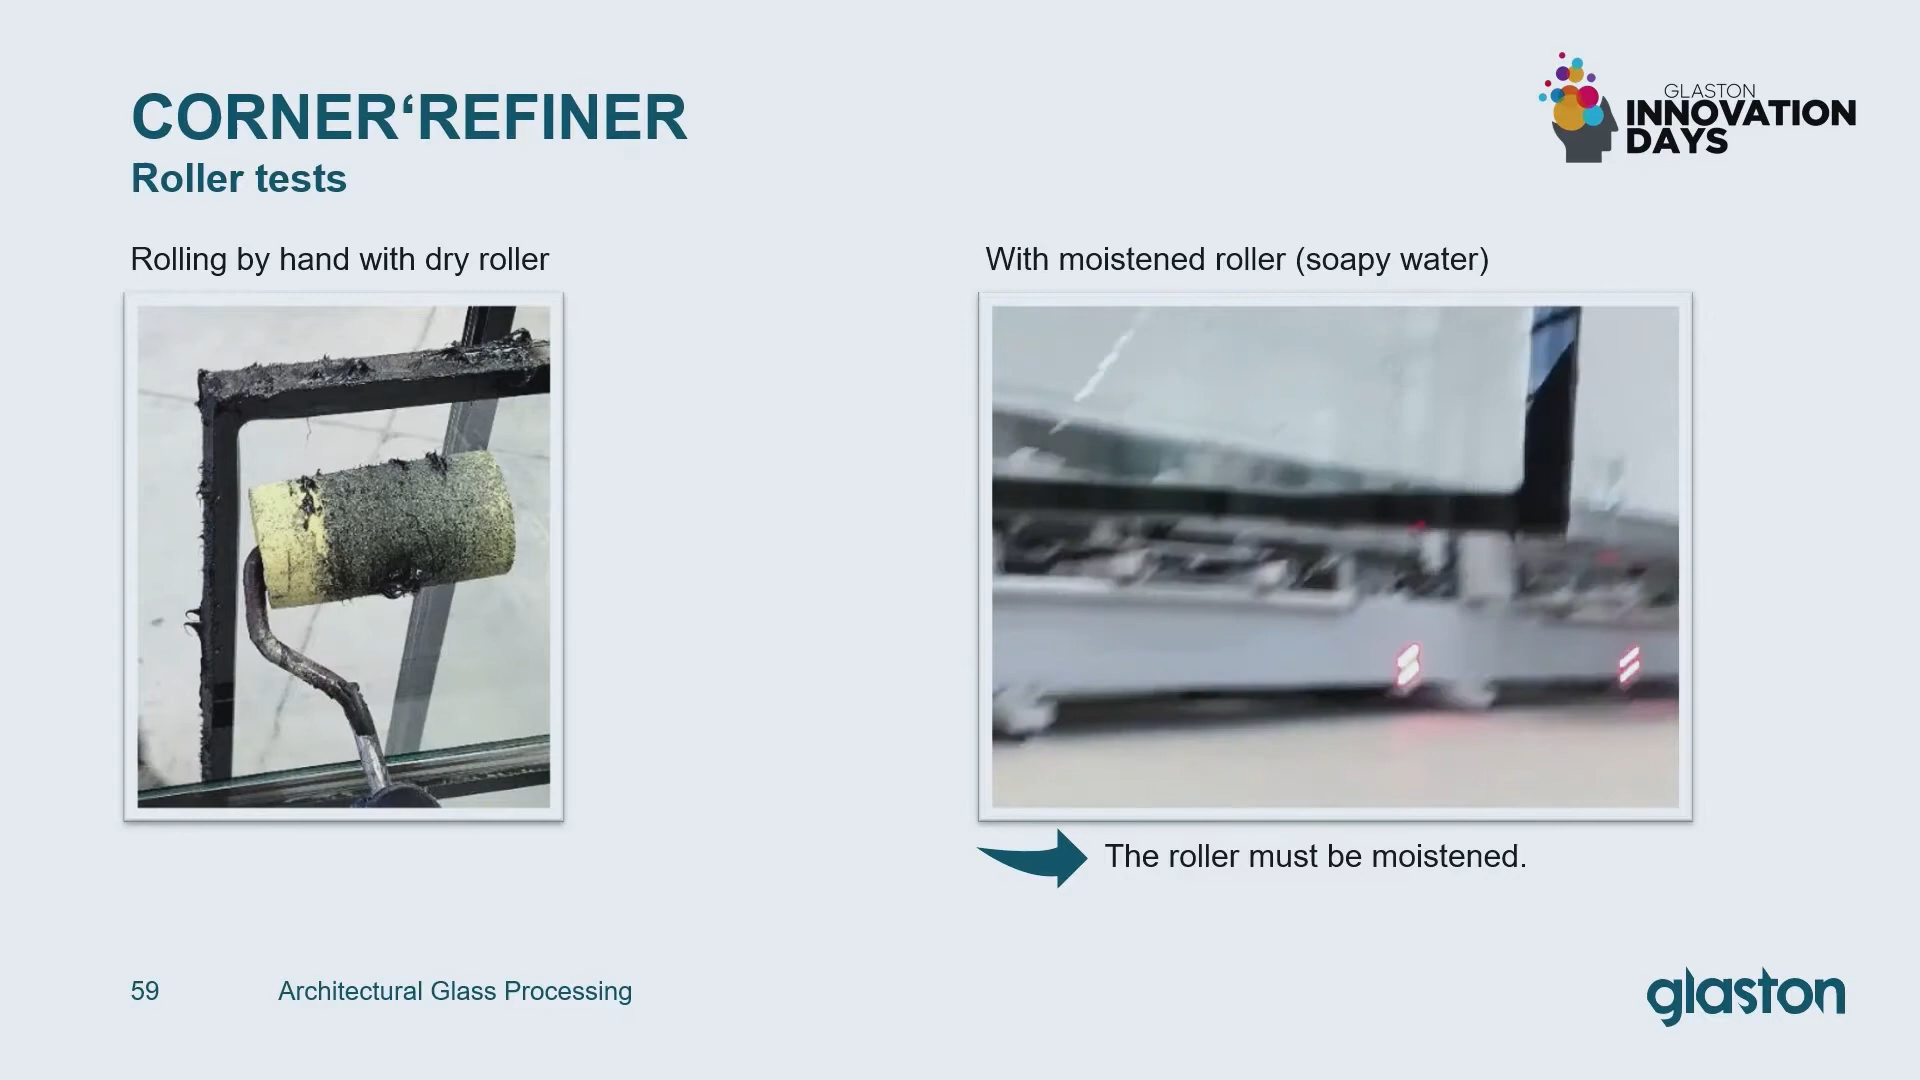 CORNER‘REFINER
Roller tests
GLASTON
INNOVATION
DAYS
Rolling by hand with dry roller
With moistened roller (soapy water)
The roller must be moistened.
59
Architectural Glass Processing
glaston